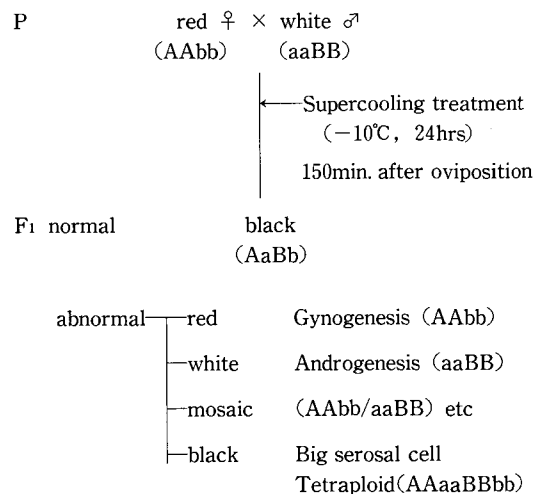 P red ♀ × white ♂
(AAbb) (aaBB)
Supercooling treatment
(−10℃, 24hrs)
150min. after oviposition
F1 normal black
(AaBb)
abnormal red Gynogenesis (AAbb)
white Androgenesis (aaBB)
mosaic (AAbb/aaBB) etc
black Big serosal cell
Tetraploid(AAaaBBbb)